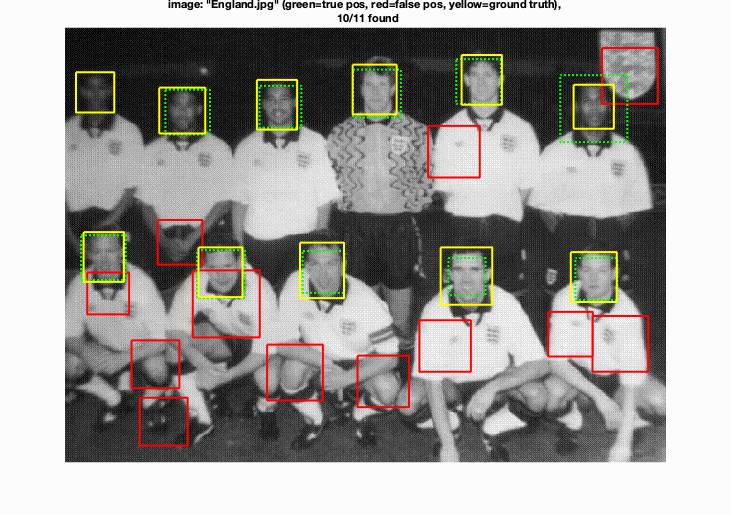 image: "England.jpg" (green=true pos, red=false pos, yellow=ground truth),
10/11 found